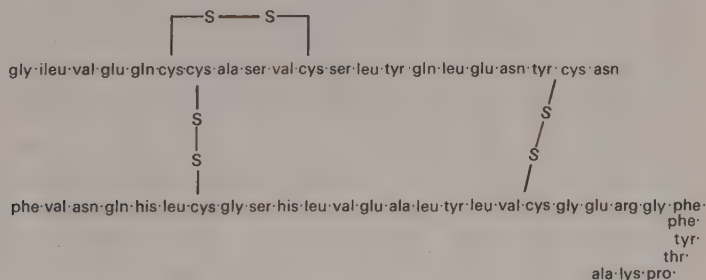 S S
gly·ileu·val·glu·gln·cys·cys·ala·ser·val·cys·ser·leu·tyr·gln·leu·glu·asn·tyr·cys·asn
S S
S S
phe·val·asn·gln·his·leu·cys·gly·ser·his·leu·val·glu·ala·leu·tyr·leu·val·cys·gly·glu·arg·gly·phe·
phe·
tyr·
thr·
ala·lys·pro·